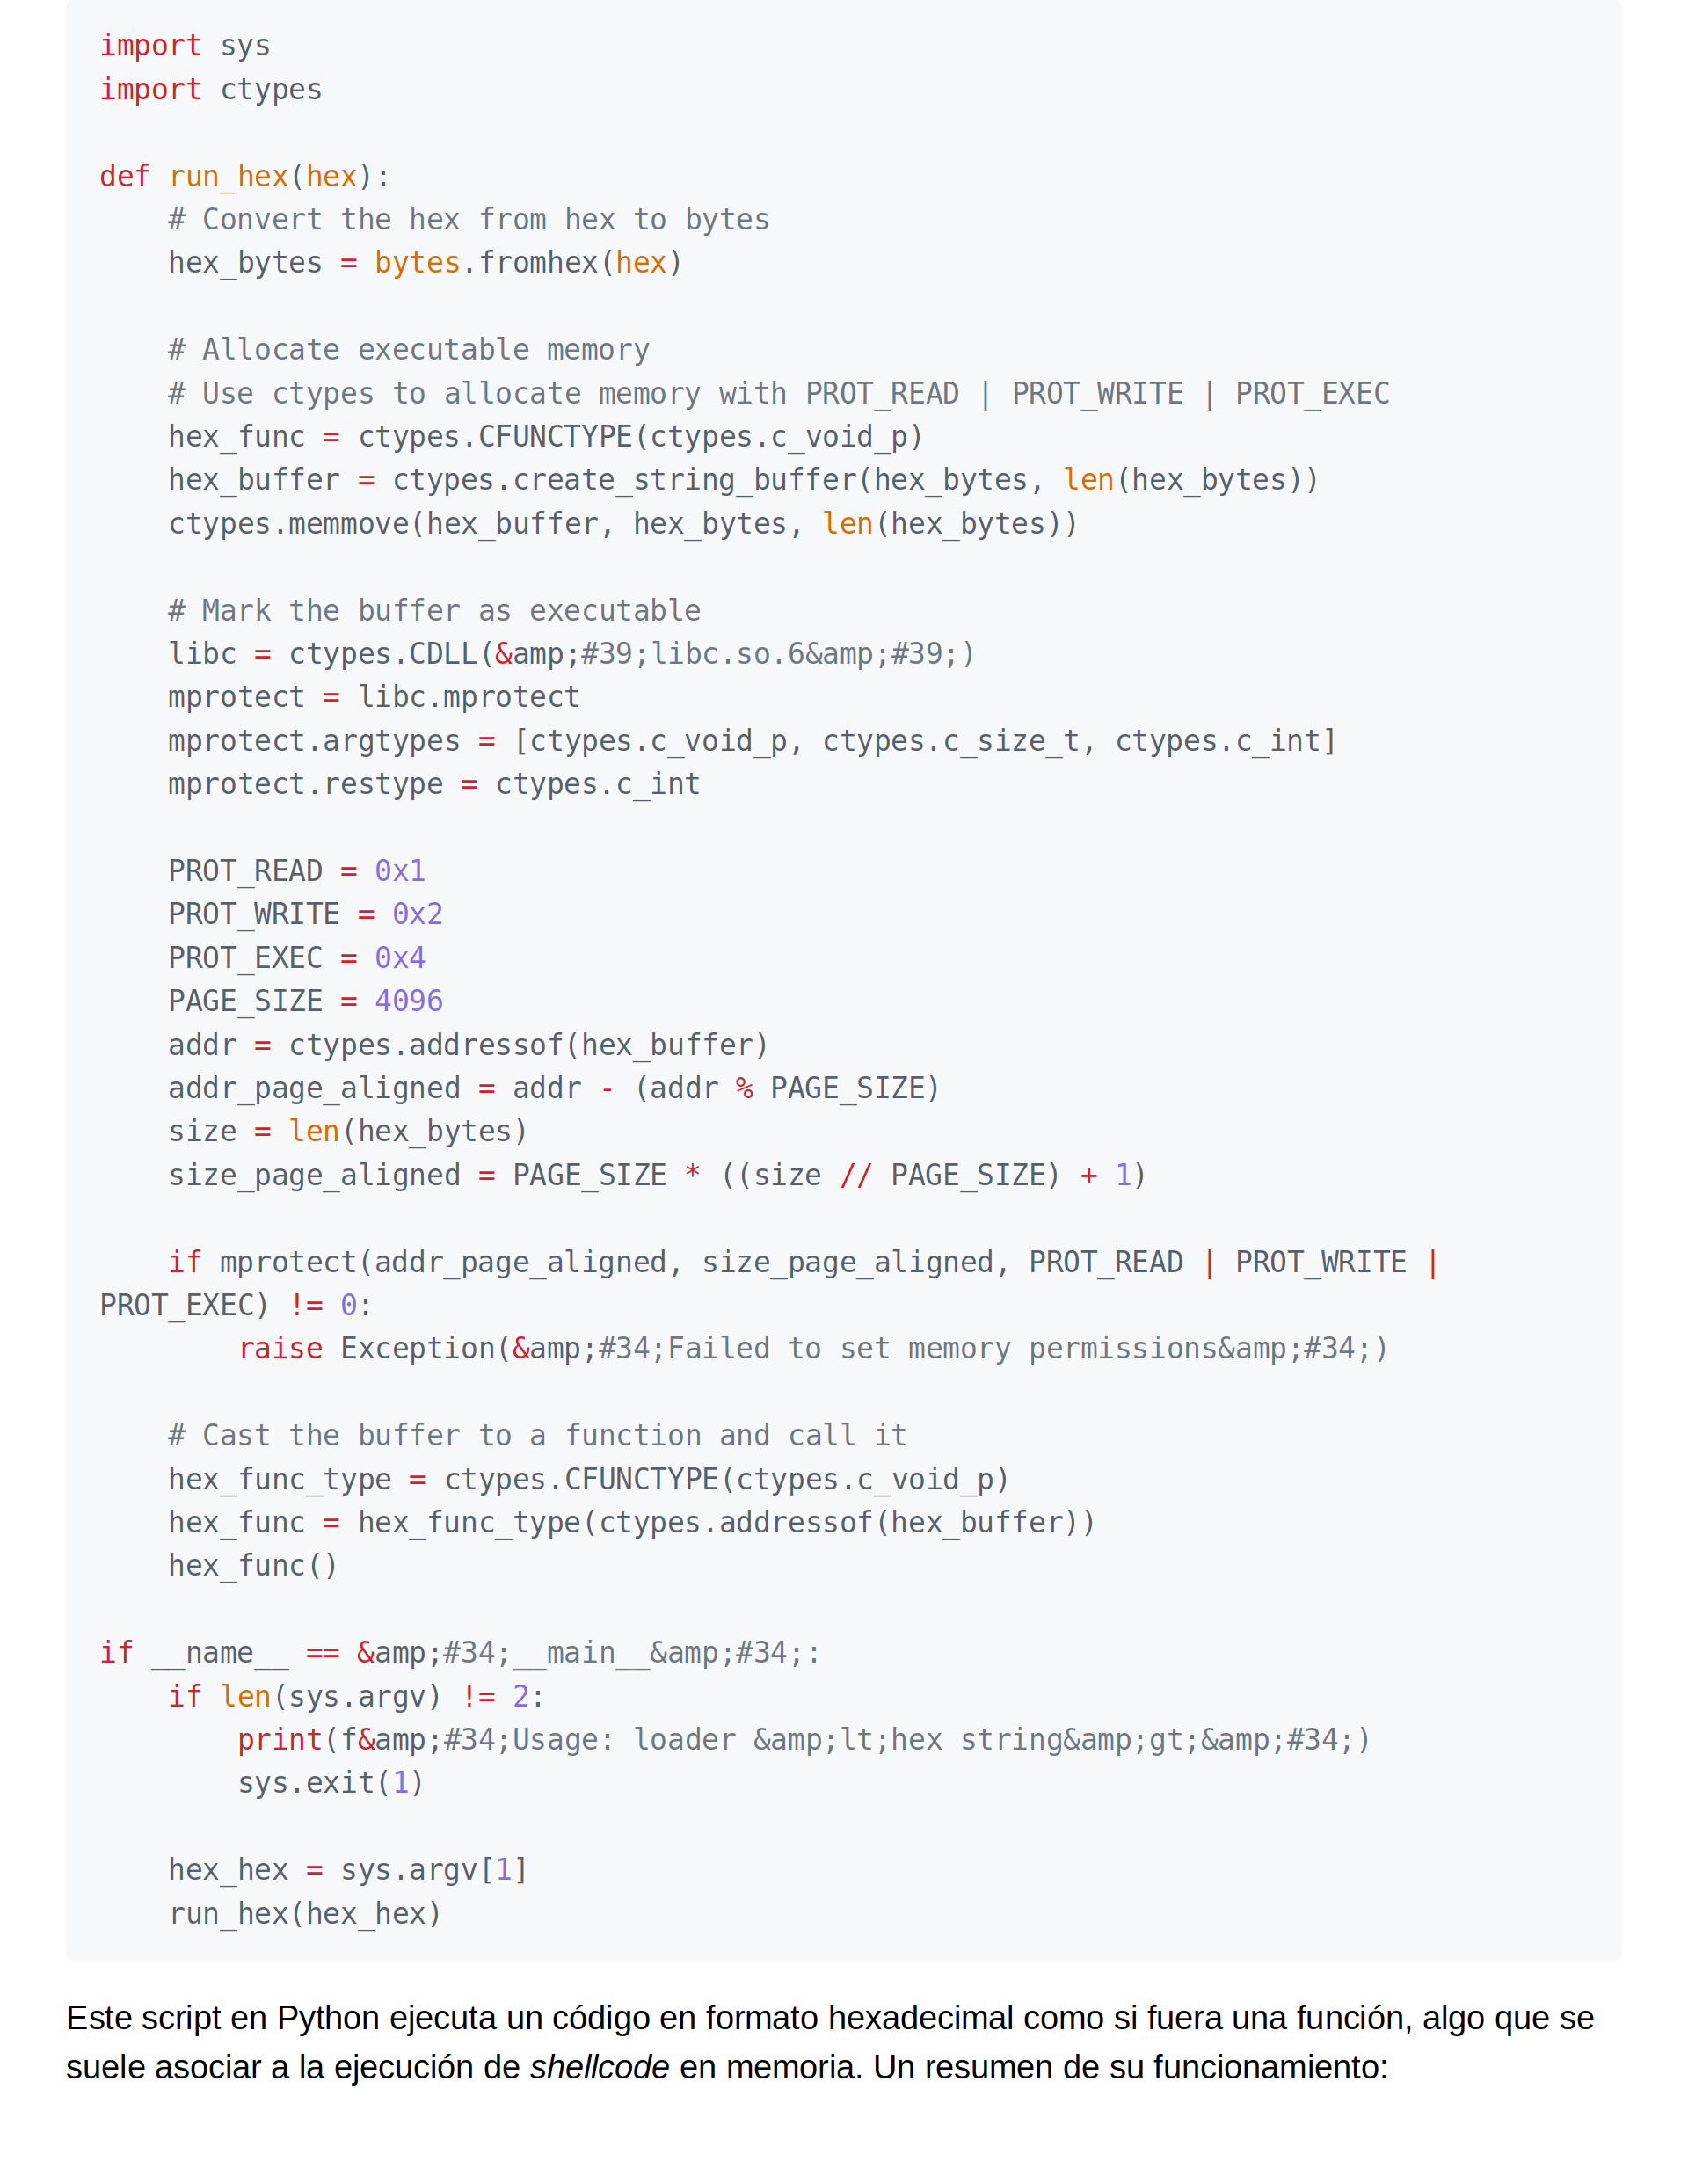 import sys
import ctypes
def run_hex(hex):
    # Convert the hex from hex to bytes
    hex_bytes = bytes.fromhex(hex)
    # Allocate executable memory
    # Use ctypes to allocate memory with PROT_READ | PROT_WRITE | PROT_EXEC
    hex_func = ctypes.CFUNCTYPE(ctypes.c_void_p)
    hex_buffer = ctypes.create_string_buffer(hex_bytes, len(hex_bytes))
    ctypes.memmove(hex_buffer, hex_bytes, len(hex_bytes))
    # Mark the buffer as executable
    libc = ctypes.CDLL(&amp;#39;libc.so.6&amp;#39;)
    mprotect = libc.mprotect
    mprotect.argtypes = [ctypes.c_void_p, ctypes.c_size_t, ctypes.c_int]
    mprotect.restype = ctypes.c_int
    PROT_READ = 0x1
    PROT_WRITE = 0x2
    PROT_EXEC = 0x4
    PAGE_SIZE = 4096
    addr = ctypes.addressof(hex_buffer)
    addr_page_aligned = addr - (addr % PAGE_SIZE)
    size = len(hex_bytes)
    size_page_aligned = PAGE_SIZE * ((size // PAGE_SIZE) + 1)
    if mprotect(addr_page_aligned, size_page_aligned, PROT_READ | PROT_WRITE |
PROT_EXEC) != 0:
        raise Exception(&amp;#34;Failed to set memory permissions&amp;#34;)
    # Cast the buffer to a function and call it
    hex_func_type = ctypes.CFUNCTYPE(ctypes.c_void_p)
    hex_func = hex_func_type(ctypes.addressof(hex_buffer))
    hex_func()
if __name__ == &amp;#34;__main__&amp;#34;:
    if len(sys.argv) != 2:
        print(f&amp;#34;Usage: loader &amp;lt;hex string&amp;gt;&amp;#34;)
        sys.exit(1)
    hex_hex = sys.argv[1]
    run_hex(hex_hex)
Este script en Python ejecuta un código en formato hexadecimal como si fuera una función, algo que se
suele asociar a la ejecución de shellcode en memoria. Un resumen de su funcionamiento: